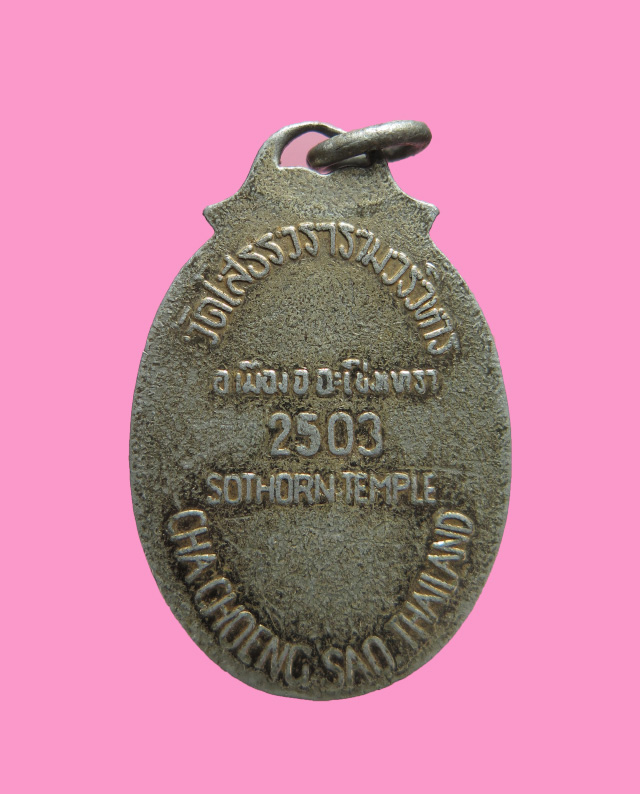 วัดโสธรวรารามวรวิหาร
อ.เมือง จ.ฉะเชิงเทรา
2503
SOTHORN TEMPLE
CHA CHOENG SAO, THAILAND